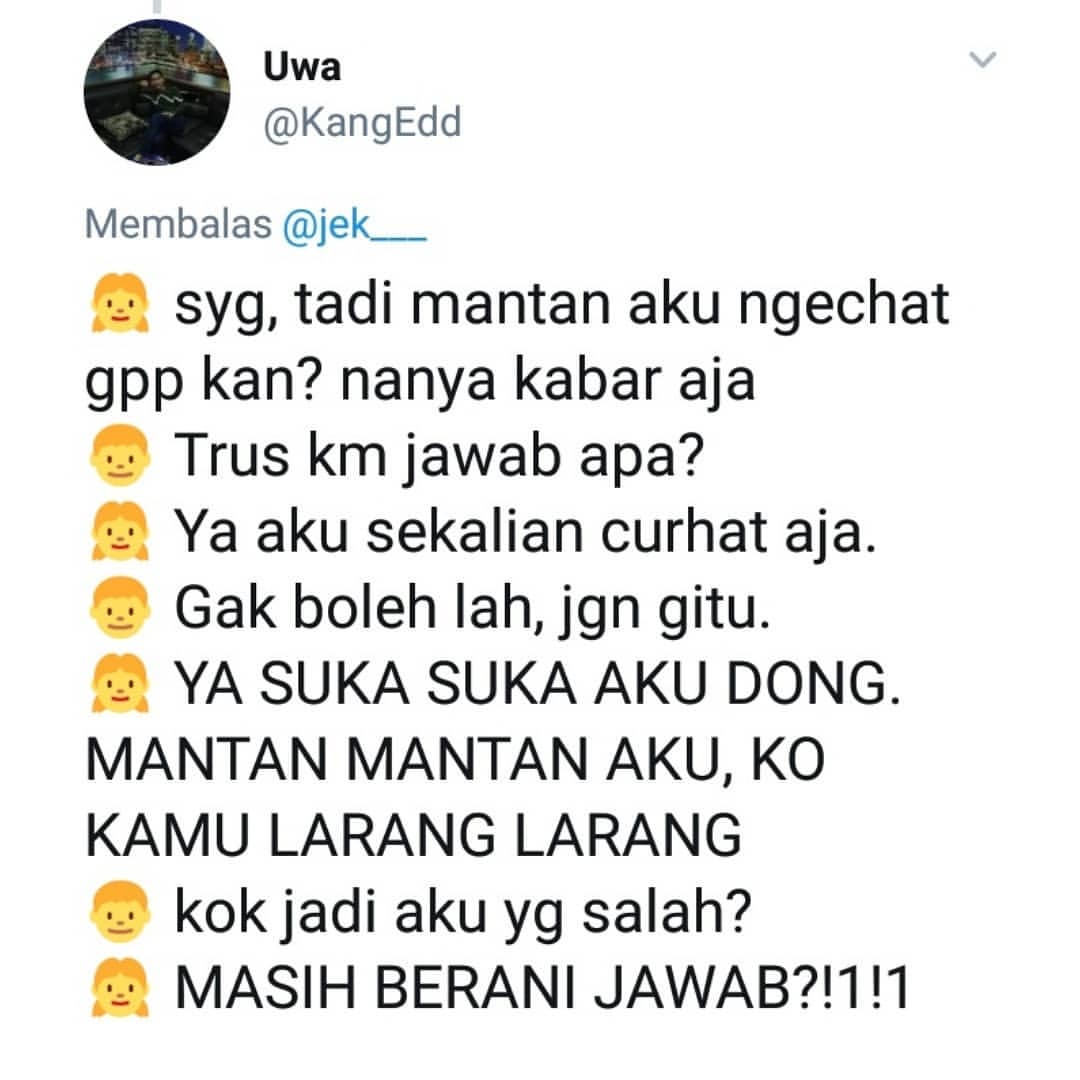 Uwa
@KangEdd
Membalas @jek___
👧 syg, tadi mantan aku ngechat
gpp kan? nanya kabar aja
👦 Trus km jawab apa?
👧 Ya aku sekalian curhat aja.
👦 Gak boleh lah, jgn gitu.
👧 YA SUKA SUKA AKU DONG.
MANTAN MANTAN AKU, KO
KAMU LARANG LARANG
👦 kok jadi aku yg salah?
👧 MASIH BERANI JAWAB?!1!1